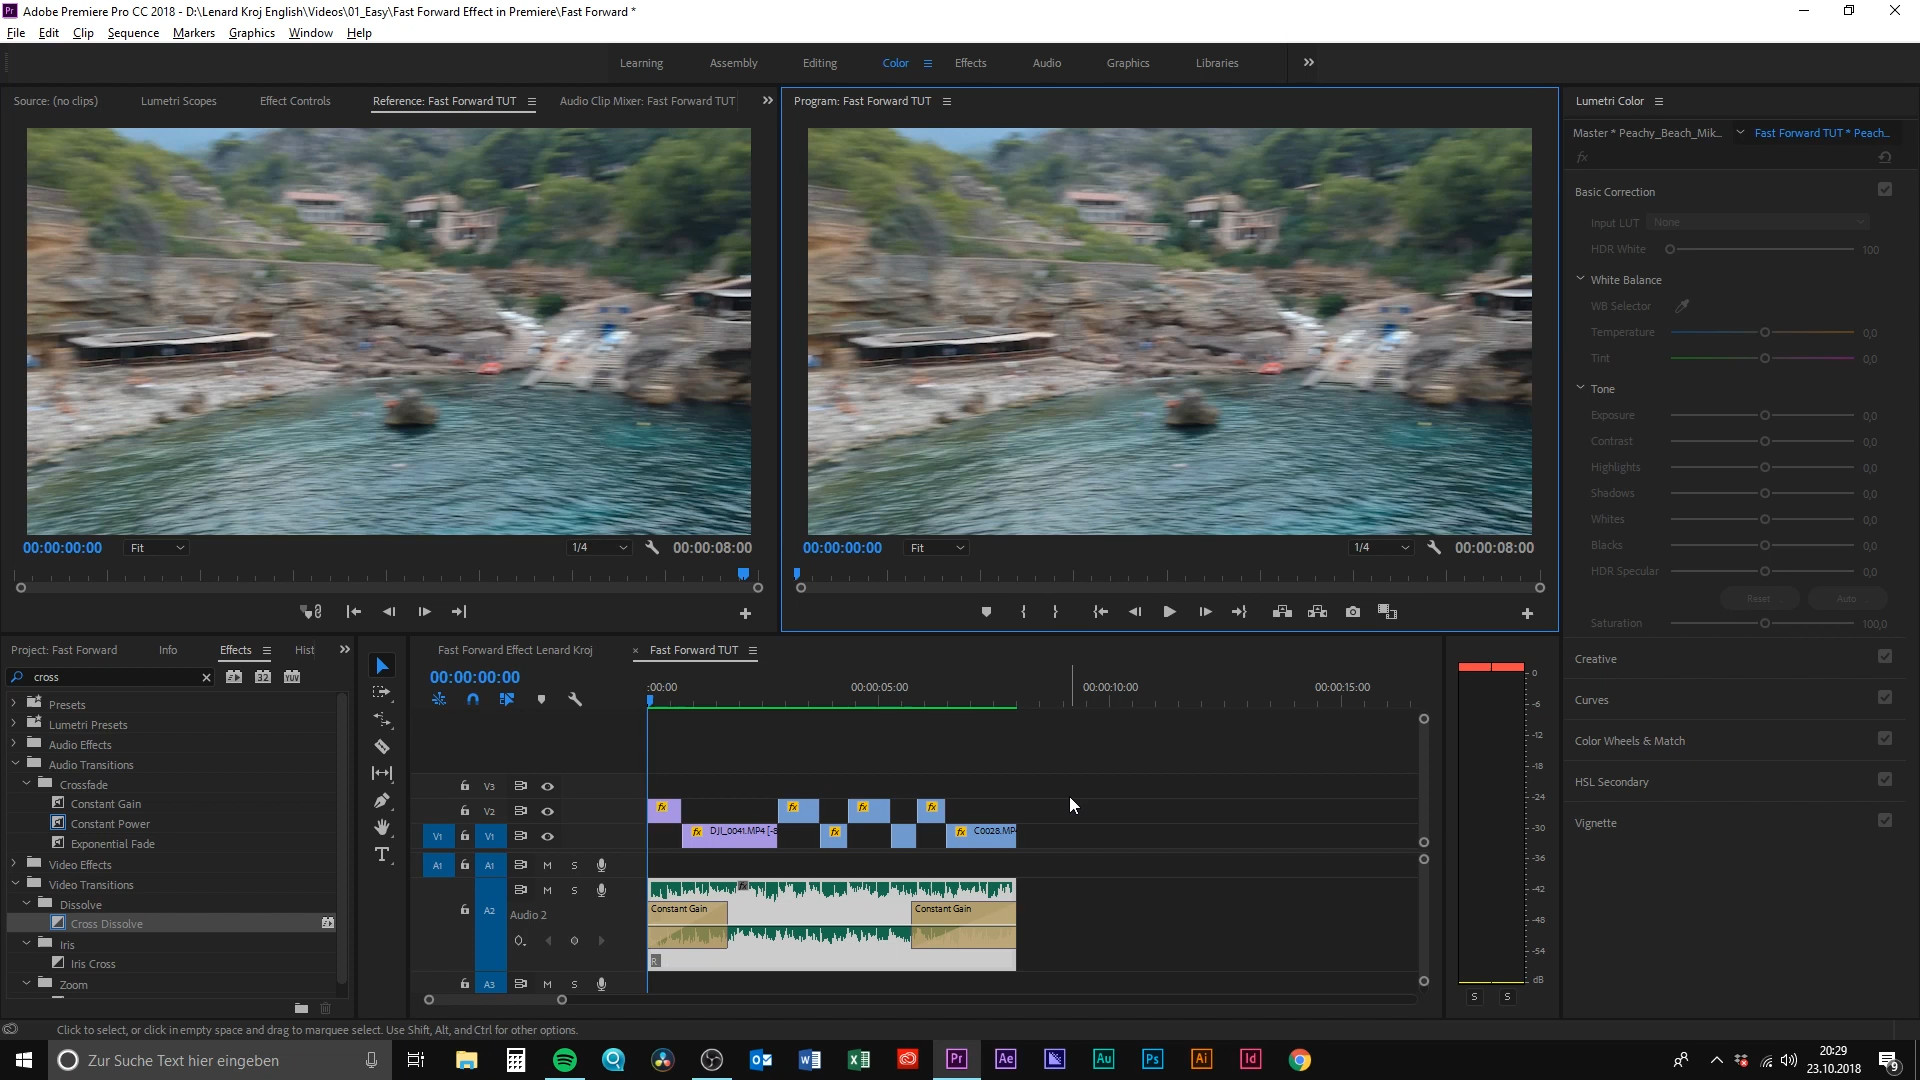 Adobe Premiere Pro CC 2018 - D:\Lenard Kroj English\Videos\01_Easy\Fast Forward Effect in Premiere\Fast Forward *
File Edit Clip Sequence Markers Graphics Window Help
Learning Assembly Editing Color Effects Audio Graphics Libraries
Source: (no clips) Lumetri Scopes Effect Controls Reference: Fast Forward TUT Audio Clip Mixer: Fast Forward TUT
Program: Fast Forward TUT
Lumetri Color
Master * Peachy_Beach_Mik... Fast Forward TUT * Peach...
fx
Basic Correction
Input LUT None
HDR White 100
White Balance
WB Selector
Temperature 0,0
Tint 0,0
Tone
Exposure 0,0
Contrast 0,0
Highlights 0,0
Shadows 0,0
Whites 0,0
Blacks 0,0
HDR Specular 0,0
Reset Auto
Saturation 100,0
Creative
Curves
Color Wheels & Match
HSL Secondary
Vignette
00:00:00:00 Fit 1/4 00:00:08:00
00:00:00:00 Fit 1/4 00:00:08:00
Project: Fast Forward Info Effects Hist
cross 32 YUV
Presets
Lumetri Presets
Audio Effects
Audio Transitions
Crossfade
Constant Gain
Constant Power
Exponential Fade
Video Effects
Video Transitions
Dissolve
Cross Dissolve
Iris
Iris Cross
Zoom
Fast Forward Effect Lenard Kroj × Fast Forward TUT
00:00:00:00
:00:00 00:00:05:00 00:00:10:00 00:00:15:00
V3
V2 fx fx fx fx
V1 V1 fx DJI_0041.MP4 [-8 fx fx C0028.MP4
A1 A1 M S
M S fx
A2 Audio 2 Constant Gain Constant Gain
R
A3 M S
0
-6
-12
-18
-24
-30
-36
-42
-48
-54
dB
S S
Click to select, or click in empty space and drag to marquee select. Use Shift, Alt, and Ctrl for other options.
Zur Suche Text hier eingeben
Pr Ae Au Ps Ai Id
20:29
23.10.2018
9